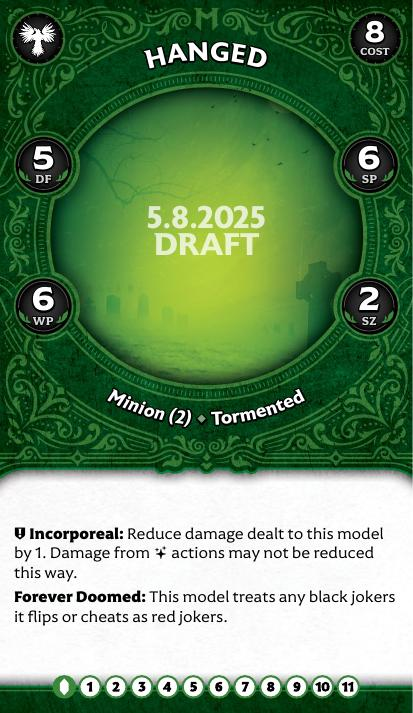 8
COST
HANGED
5
DF
6
SP
5.8.2025
DRAFT
6
WP
2
SZ
Minion (2) ⬥ Tormented
Incorporeal: Reduce damage dealt to this model
by 1. Damage from actions may not be reduced
this way.
Forever Doomed: This model treats any black jokers
it flips or cheats as red jokers.
1 2 3 4 5 6 7 8 9 10 11